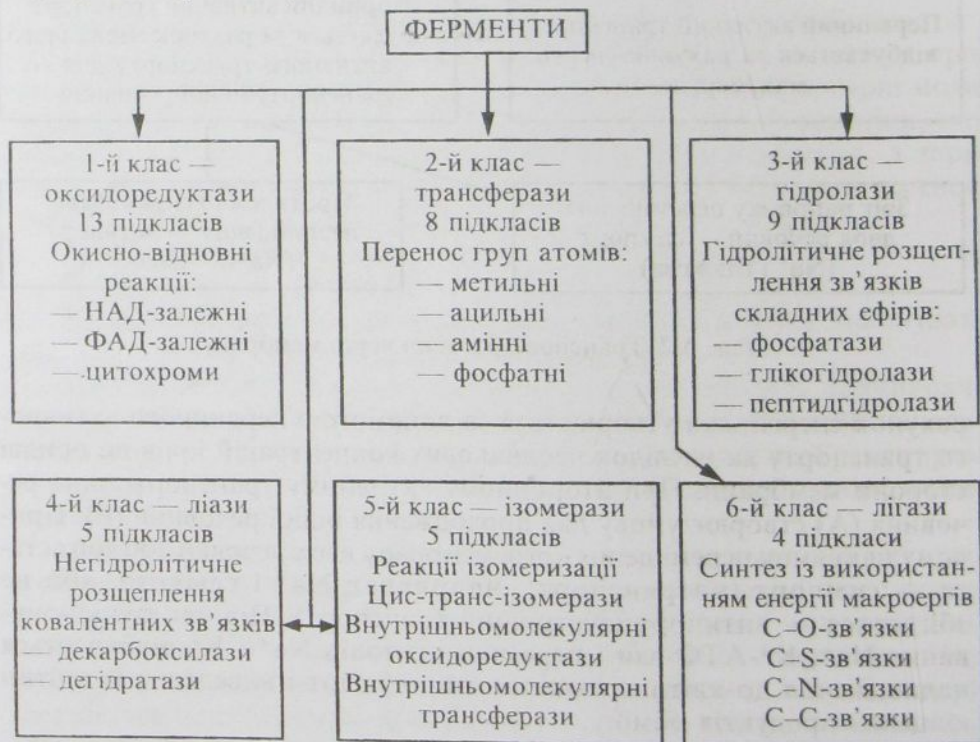 ФЕРМЕНТИ
1-й клас —
оксидоредуктази
13 підкласів
Окисно-відновні
реакції:
— НАД-залежні
— ФАД-залежні
— цитохроми
2-й клас —
трансферази
8 підкласів
Перенос груп атомів:
— метильні
— ацильні
— амінні
— фосфатні
3-й клас —
гідролази
9 підкласів
Гідролітичне розщеп-
лення зв'язків
складних ефірів:
— фосфатази
— глікогідролази
— пептидгідролази
4-й клас — ліази
5 підкласів
Негідролітичне
розщеплення
ковалентних зв'язків
декарбоксилази
дегідратази
5-й клас — ізомерази
5 підкласів
Реакції ізомеризації
Цис-транс-ізомерази
Внутрішньомолекулярні
оксидоредуктази
Внутрішньомолекулярні
трансферази
6-й клас — лігази
4 підкласи
Синтез із використан-
ням енергії макроергів
С–О-зв'язки
С–S-зв'язки
С–N-зв'язки
С–С-зв'язки